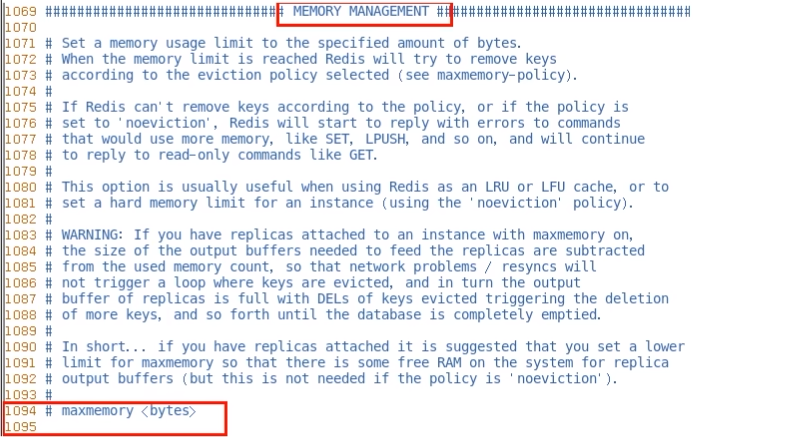 1069 ############################## MEMORY MANAGEMENT ################################
1070
1071 # Set a memory usage limit to the specified amount of bytes.
1072 # When the memory limit is reached Redis will try to remove keys
1073 # according to the eviction policy selected (see maxmemory-policy).
1074 #
1075 # If Redis can't remove keys according to the policy, or if the policy is
1076 # set to 'noeviction', Redis will start to reply with errors to commands
1077 # that would use more memory, like SET, LPUSH, and so on, and will continue
1078 # to reply to read-only commands like GET.
1079 #
1080 # This option is usually useful when using Redis as an LRU or LFU cache, or to
1081 # set a hard memory limit for an instance (using the 'noeviction' policy).
1082 #
1083 # WARNING: If you have replicas attached to an instance with maxmemory on,
1084 # the size of the output buffers needed to feed the replicas are subtracted
1085 # from the used memory count, so that network problems / resyncs will
1086 # not trigger a loop where keys are evicted, and in turn the output
1087 # buffer of replicas is full with DELs of keys evicted triggering the deletion
1088 # of more keys, and so forth until the database is completely emptied.
1089 #
1090 # In short... if you have replicas attached it is suggested that you set a lower
1091 # limit for maxmemory so that there is some free RAM on the system for replica
1092 # output buffers (but this is not needed if the policy is 'noeviction').
1093 #
1094 # maxmemory <bytes>
1095